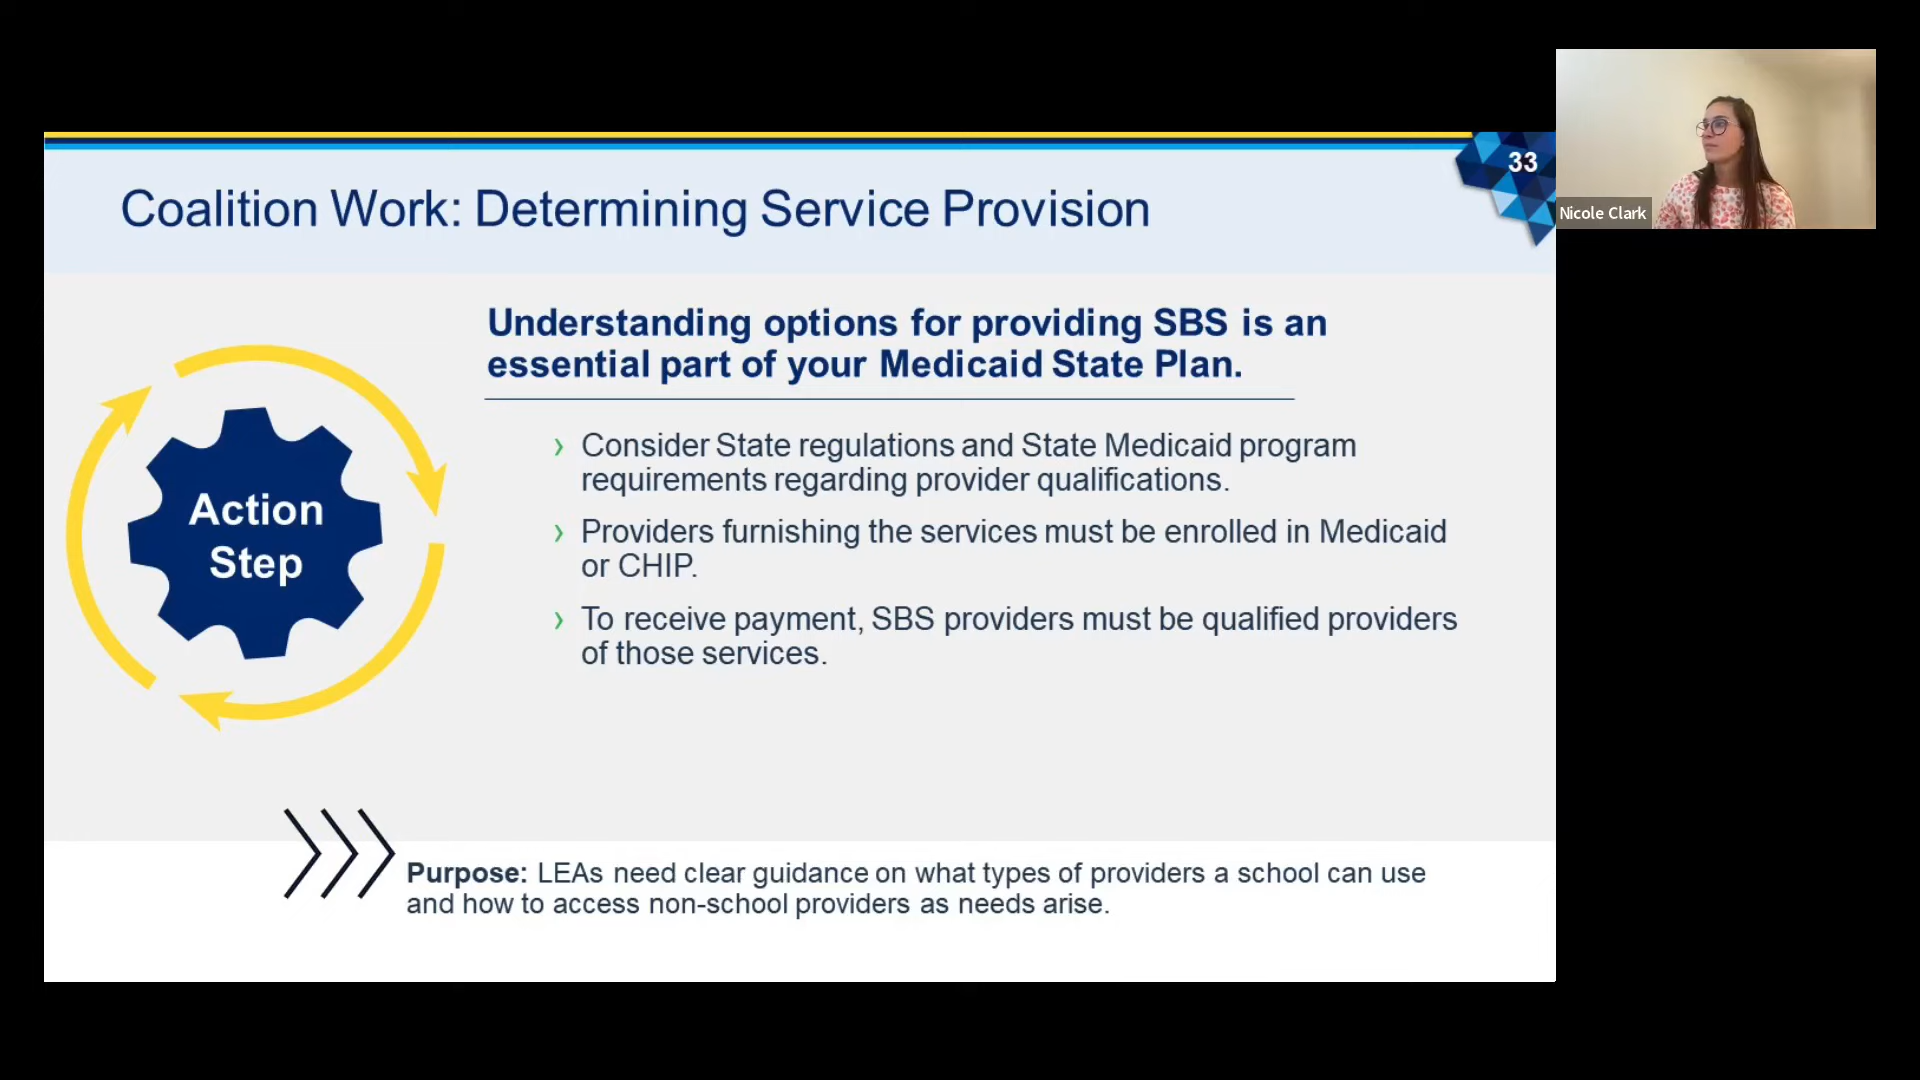 33
Coalition Work: Determining Service Provision
Nicole Clark
Understanding options for providing SBS is an
essential part of your Medicaid State Plan.
Action
Step
› Consider State regulations and State Medicaid program
requirements regarding provider qualifications.
› Providers furnishing the services must be enrolled in Medicaid
or CHIP.
› To receive payment, SBS providers must be qualified providers
of those services.
Purpose: LEAs need clear guidance on what types of providers a school can use
and how to access non-school providers as needs arise.